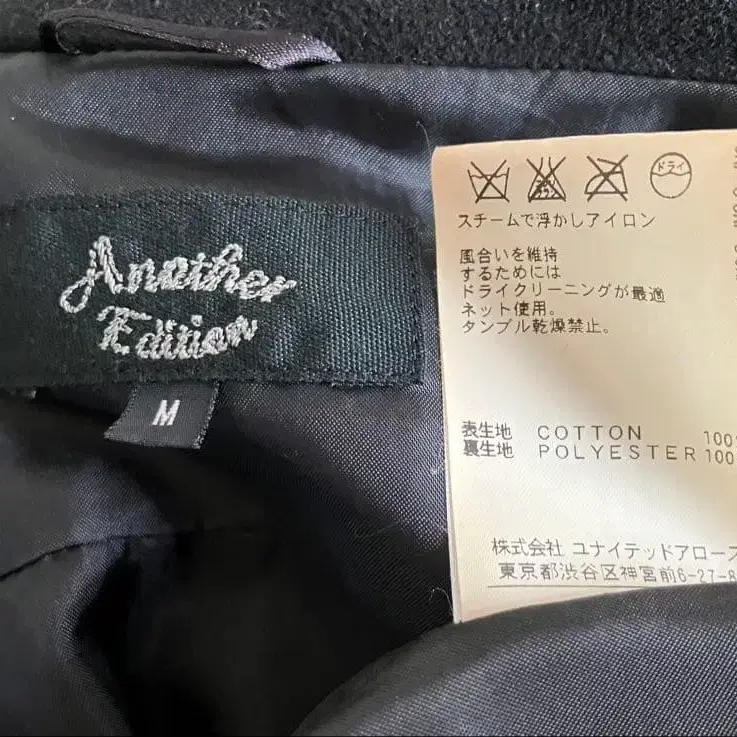 Another
Edition
M
ドライ
スチームで浮かしアイロン
風合いを維持
するためには
ドライクリーニングが最適
ネット使用。
タンブル乾燥禁止。
表生地 COTTON 100%
裏生地 POLYESTER 100
株式会社 ユナイテッドアローズ
東京都渋谷区神宮前6-27-8